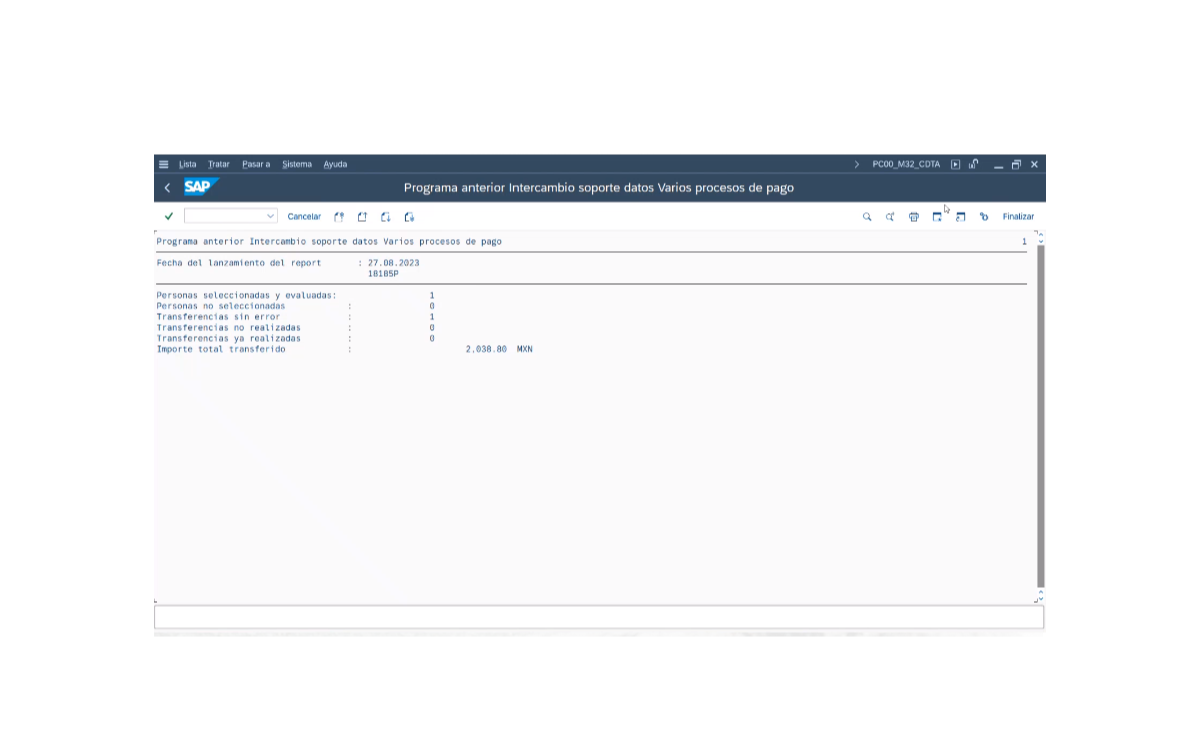 Lista Tratar Pasar a Sistema Ayuda PC00_M32_CDTA
SAP Programa anterior Intercambio soporte datos Varios procesos de pago
Cancelar Finalizar
Programa anterior Intercambio soporte datos Varios procesos de pago 1
Fecha del lanzamiento del report : 27.08.2023
18185P
Personas seleccionadas y evaluadas: 1
Personas no seleccionadas : 0
Transferencias sin error : 1
Transferencias no realizadas : 0
Transferencias ya realizadas : 0
Importe total transferido : 2.038.80 MXN